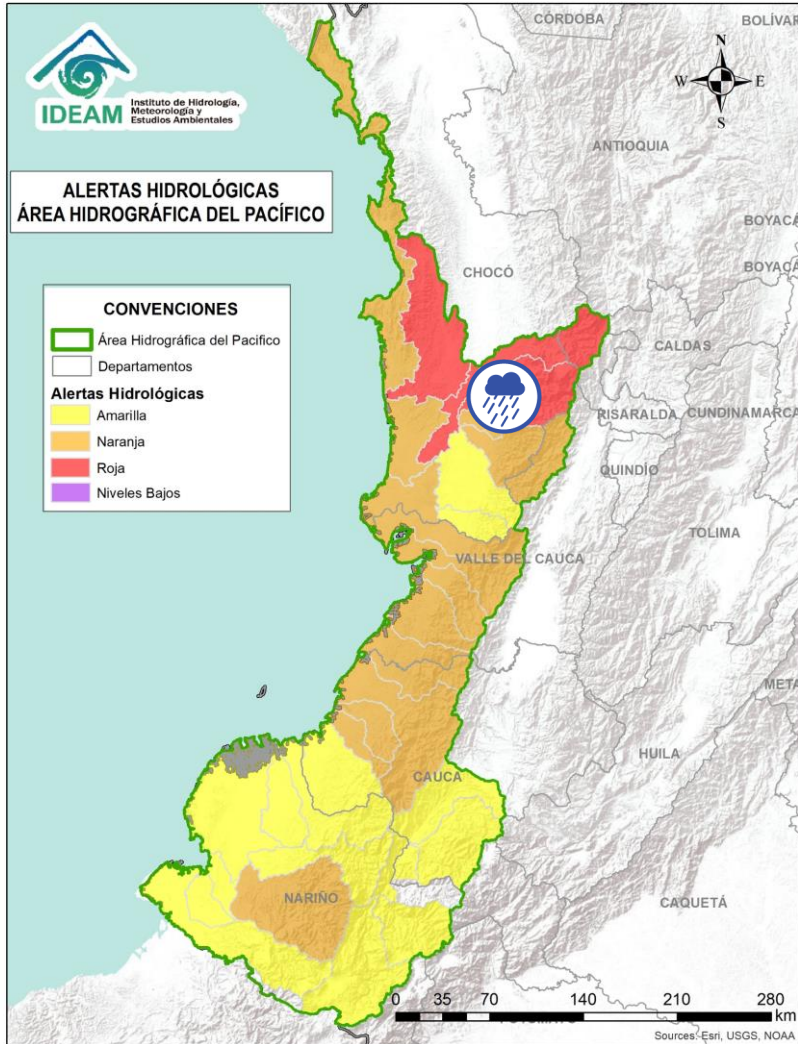 IDEAM
Instituto de Hidrología,
Meteorología y
Estudios Ambientales
ALERTAS HIDROLÓGICAS
ÁREA HIDROGRÁFICA DEL PACÍFICO
CONVENCIONES
Área Hidrográfica del Pacífico
Departamentos
Alertas Hidrológicas
Amarilla
Naranja
Roja
Niveles Bajos
N
W E
S
CÓRDOBA
BOLÍVAR
ANTIOQUIA
BOYACÁ
BOYACÁ
CHOCÓ
CALDAS
RISARALDA
CUNDINAMARCA
QUINDÍO
TOLIMA
VALLE DEL CAUCA
META
HUILA
CAUCA
NARIÑO
CAQUETÁ
0 35 70 140 210 280
km
Sources: Esri, USGS, NOAA